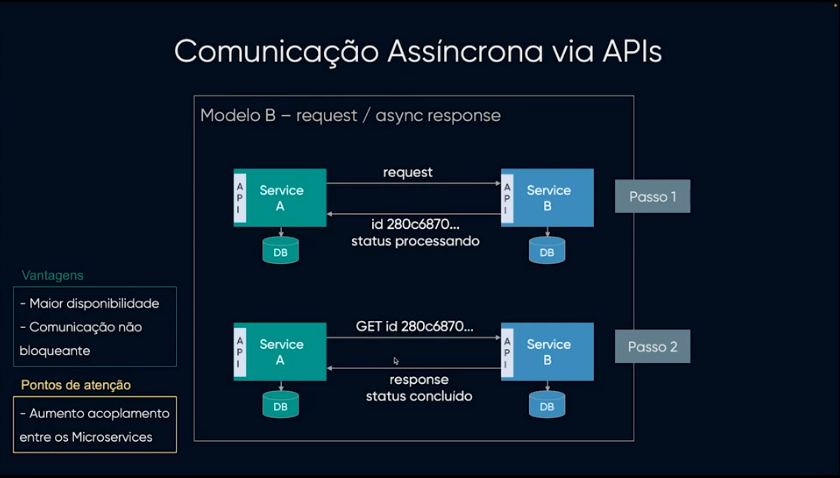 Comunicação Assíncrona via APIs
Modelo B – request / async response
API
Service
A
request
API
Service
B
Passo 1
id 280c6870...
status processando
DB
DB
Vantagens
- Maior disponibilidade
- Comunicação não
bloqueante
API
Service
A
GET id 280c6870...
API
Service
B
Passo 2
response
status concluido
DB
DB
Pontos de atenção
- Aumento acoplamento
entre os Microservices